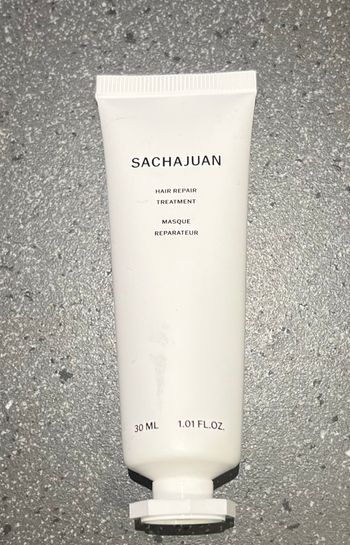 SACHAJUAN
HAIR REPAIR
TREATMENT
MASQUE
REPARATEUR
30 ML 1.01 FL.OZ.